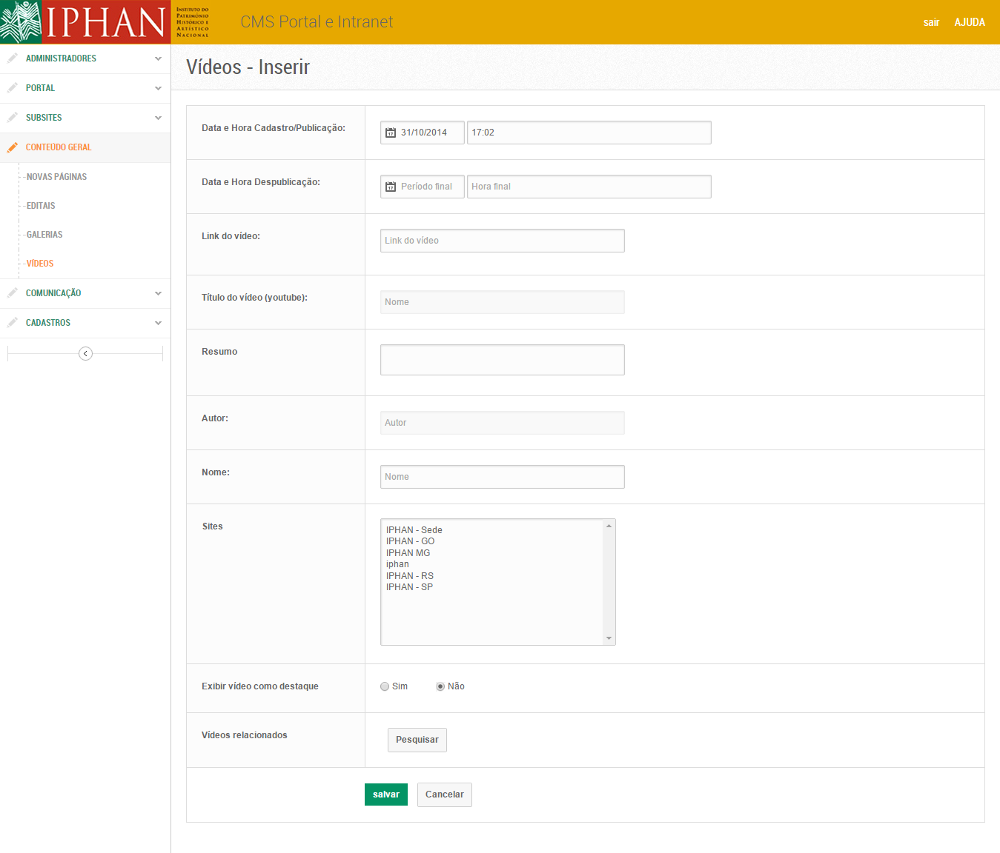 IPHAN
INSTITUTO DO
PATRIMÔNIO
HISTÓRICO E
ARTÍSTICO
NACIONAL
CMS Portal e Intranet
sair
AJUDA
ADMINISTRADORES
PORTAL
SUBSITES
CONTEÚDO GERAL
NOVAS PÁGINAS
EDITAIS
GALERIAS
VÍDEOS
COMUNICAÇÃO
CADASTROS
Vídeos - Inserir
Data e Hora Cadastro/Publicação:
17 31/10/2014
17:02
Data e Hora Despublicação:
17 Período final
Hora final
Link do vídeo:
Link do vídeo
Título do vídeo (youtube):
Nome
Resumo
Autor:
Autor
Nome:
Nome
Sites
IPHAN - Sede
IPHAN - GO
IPHAN MG
iphan
IPHAN - RS
IPHAN - SP
Exibir vídeo como destaque
Sim
Não
Vídeos relacionados
Pesquisar
salvar
Cancelar